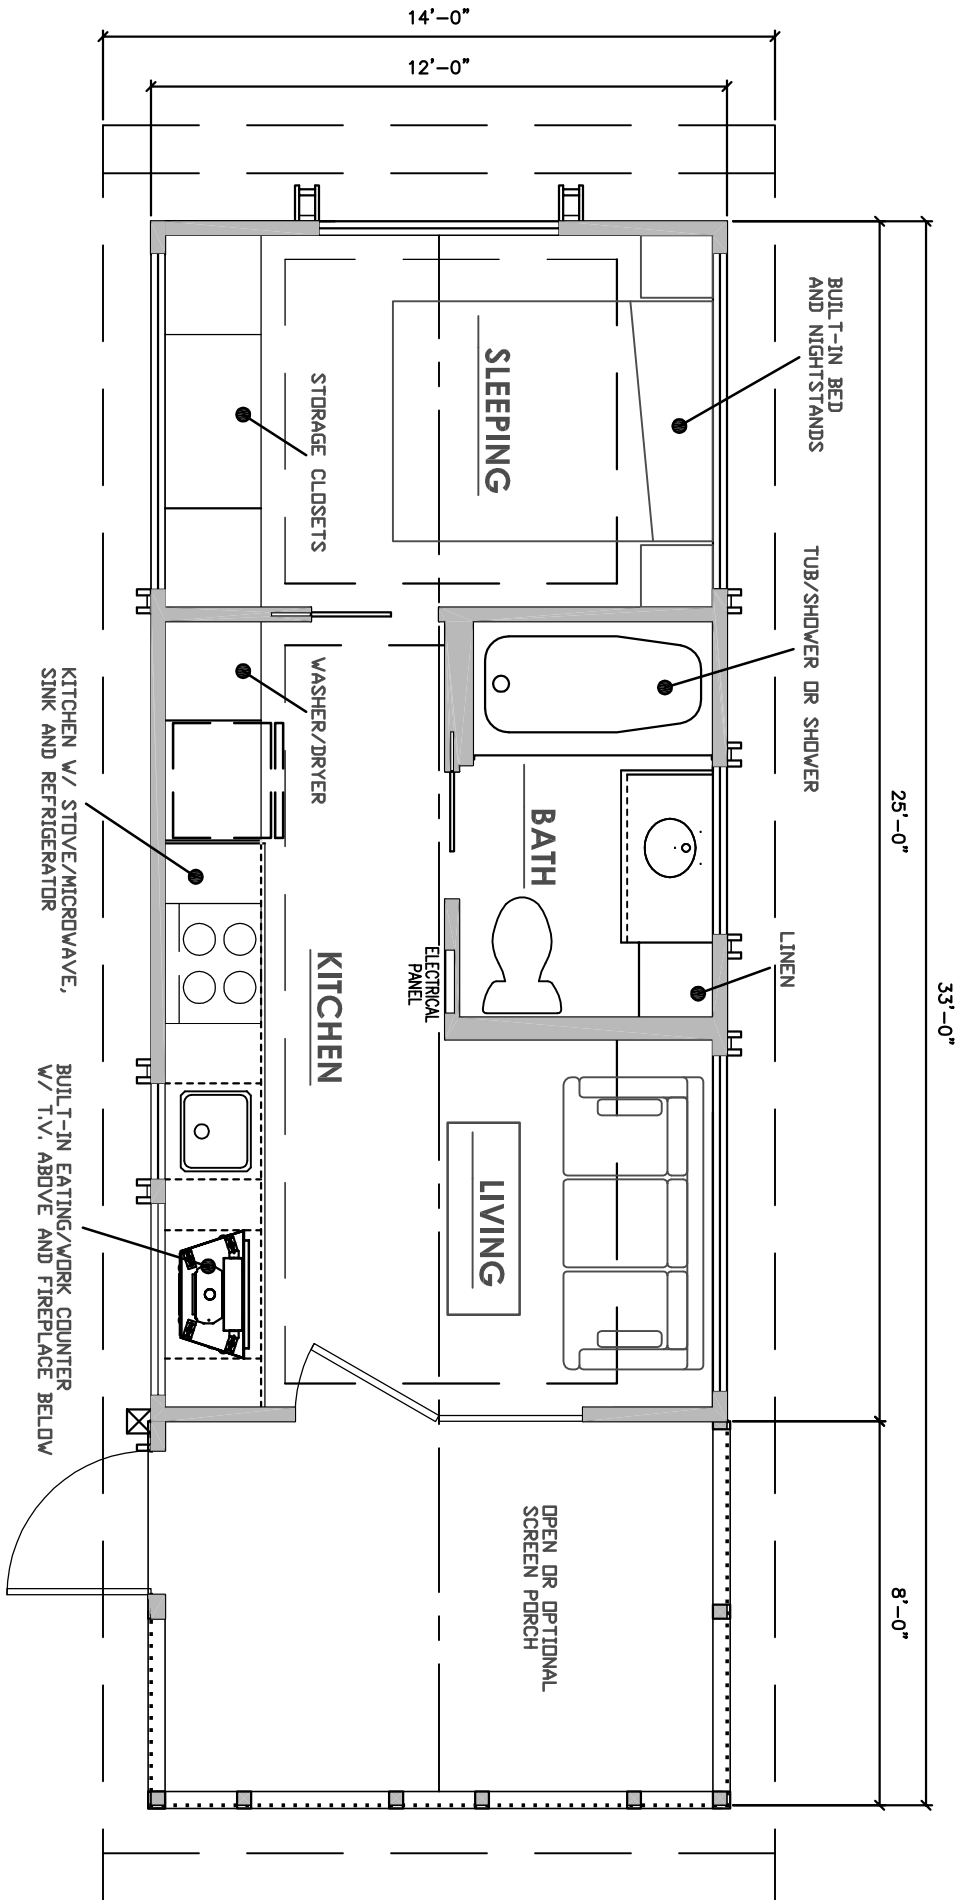 14'-0"
12'-0"
BUILT-IN BED
AND NIGHTSTANDS
SLEEPING
STORAGE CLOSETS
TUB/SHOWER OR SHOWER
WASHER/DRYER
KITCHEN W/ STOVE/MICROWAVE,
SINK AND REFRIGERATOR
BATH
25'-0"
33'-0"
LINEN
ELECTRICAL
PANEL
KITCHEN
BUILT-IN EATING/WORK COUNTER
W/ T.V. ABOVE AND FIREPLACE BELOW
LIVING
OPEN OR OPTIONAL
SCREEN PORCH
8'-0"